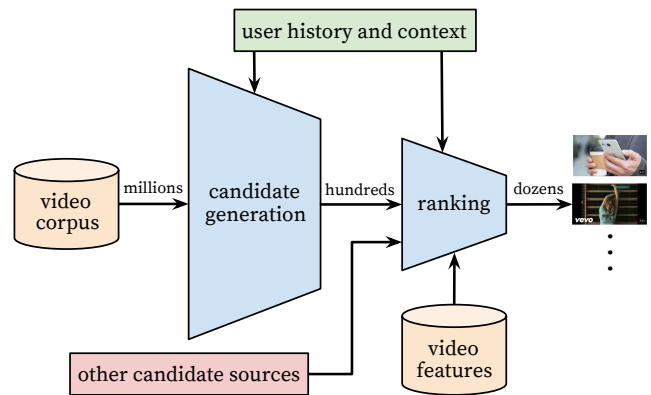 user history and context
video
corpus
millions
candidate
generation
hundreds
ranking
dozens
vevo
other candidate sources
video
features